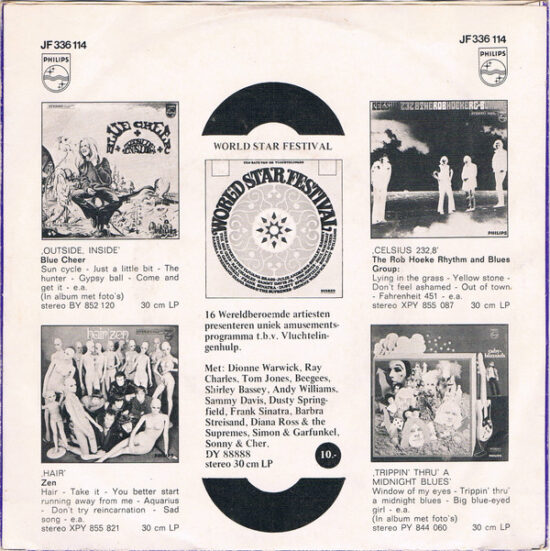 JF 336 114
PHILIPS
JF 336 114
PHILIPS
BLUE CHEER
PHILIPS
‚OUTSIDE, INSIDE’
Blue Cheer
Sun cycle - Just a little bit - The
hunter - Gypsy ball - Come and
get it - e.a.
(In album met foto's)
stereo BY 852 120 30 cm LP
hair zen
‚HAIR’
Zen
Hair - Take it - You better start
running away from me - Aquarius
- Don't try reincarnation - Sad
song - e.a.
stereo XPY 855 821 30 cm LP
WORLD STAR FESTIVAL
WORLD STAR FESTIVAL
16 Wereldberoemde artiesten
presenteren uniek amusements-
programma t.b.v. Vluchtelin-
genhulp.
Met: Dionne Warwick, Ray
Charles, Tom Jones, Beegees,
Shirley Bassey, Andy Williams,
Sammy Davis, Dusty Spring-
field, Frank Sinatra, Barbra
Streisand, Diana Ross & the
Supremes, Simon & Garfunkel,
Sonny & Cher.
DY 88888
stereo 30 cm LP
10.-
PHILIPS
‚CELSIUS 232,8’
The Rob Hoeke Rhythm and Blues
Group:
Lying in the grass - Yellow stone -
Don't feel ashamed - Out of town.
- Fahrenheit 451 - e.a.
stereo XPY 855 087 30 cm LP
‚TRIPPIN' THRU' A
MIDNIGHT BLUES’
Window of my eyes - Trippin' thru'
a midnight blues - Big blue-eyed
girl - e.a.
(In album met foto's)
stereo PY 844 060 30 cm LP